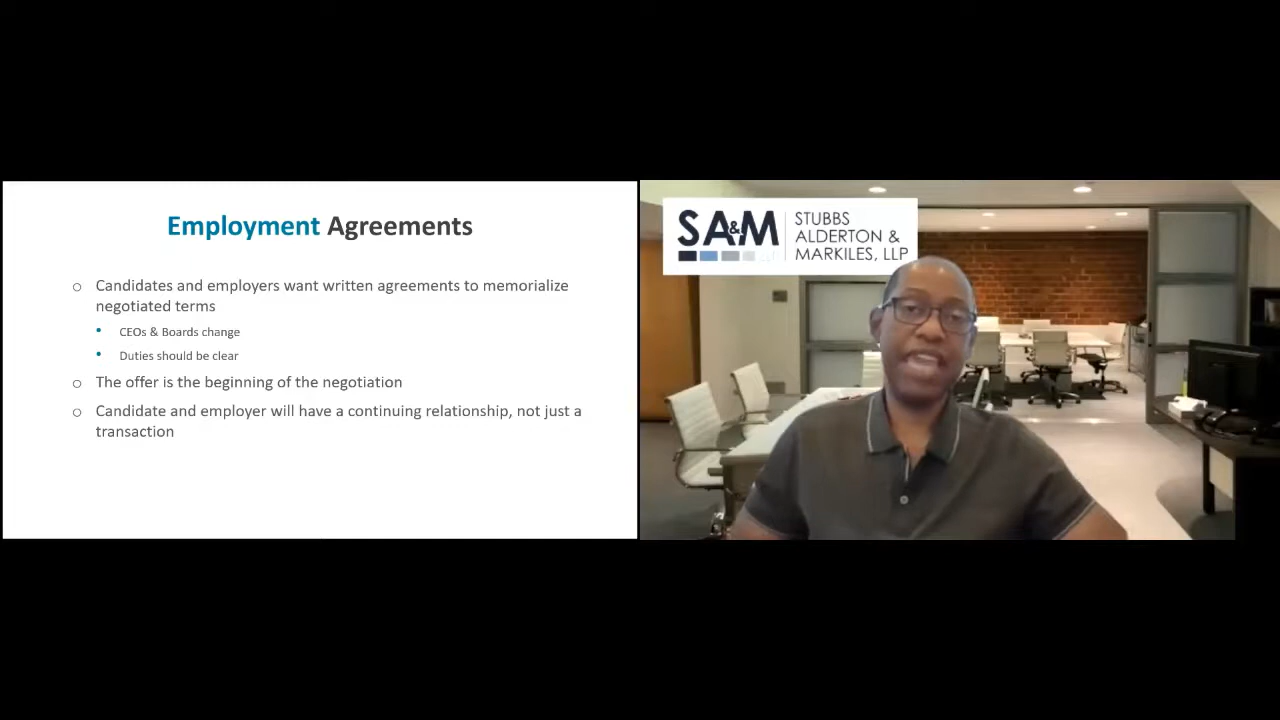 Employment Agreements
Candidates and employers want written agreements to memorialize
negotiated terms
CEOs & Boards change
Duties should be clear
The offer is the beginning of the negotiation
Candidate and employer will have a continuing relationship, not just a
transaction
SA&M
STUBBS
ALDERTON &
MARKILES, LLP